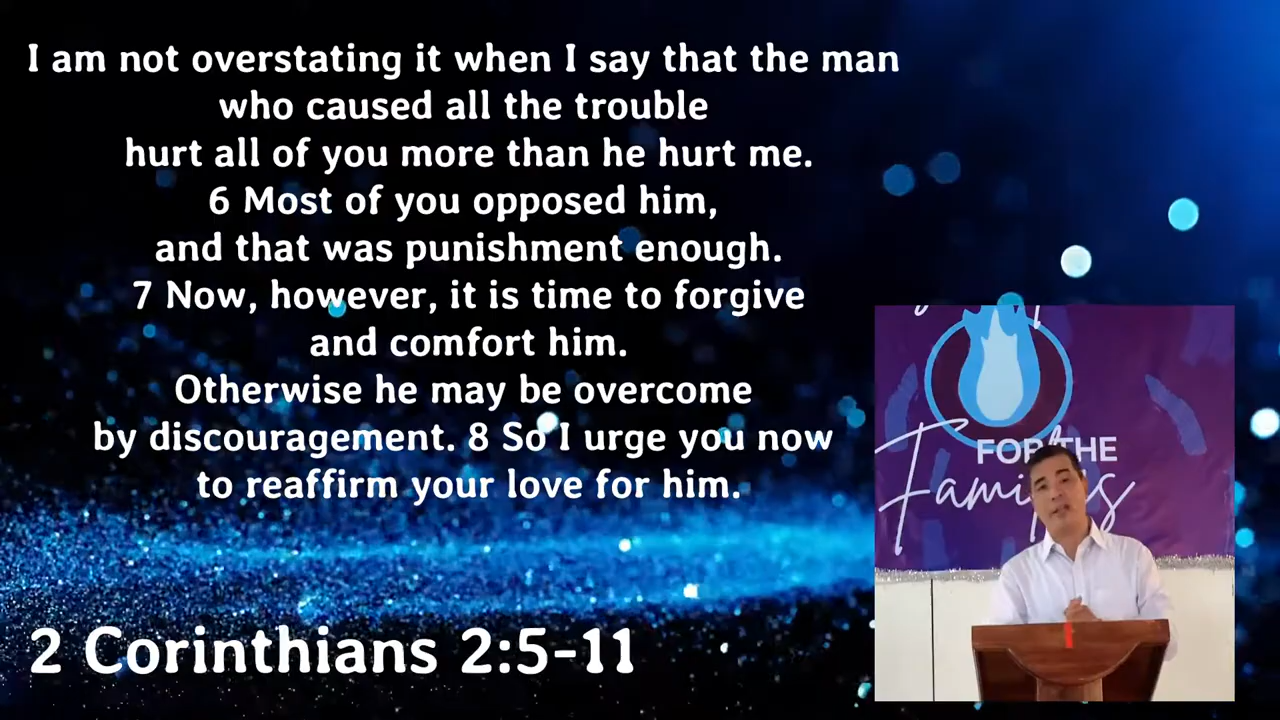 I am not overstating it when I say that the man
who caused all the trouble
hurt all of you more than he hurt me.
6 Most of you opposed him,
and that was punishment enough.
7 Now, however, it is time to forgive
and comfort him.
Otherwise he may be overcome
by discouragement. 8 So I urge you now
to reaffirm your love for him.
2 Corinthians 2:5-11
FOR THE
Families